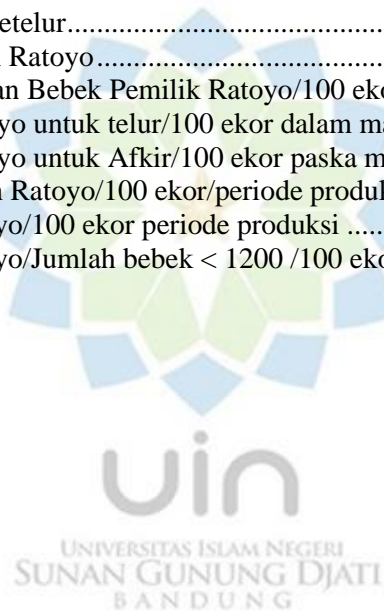 etelur....................................
Ratoyo.................................
an Bebek Pemilik Ratoyo/100 eko
yo untuk telur/100 ekor dalam ma
yo untuk Afkir/100 ekor paska m
n Ratoyo/100 ekor/periode produk
yo/100 ekor periode produksi .....
yo/Jumlah bebek < 1200 /100 eko
uin
UNIVERSITAS ISLAM NEGERI
SUNAN GUNUNG DJATI
BANDUNG